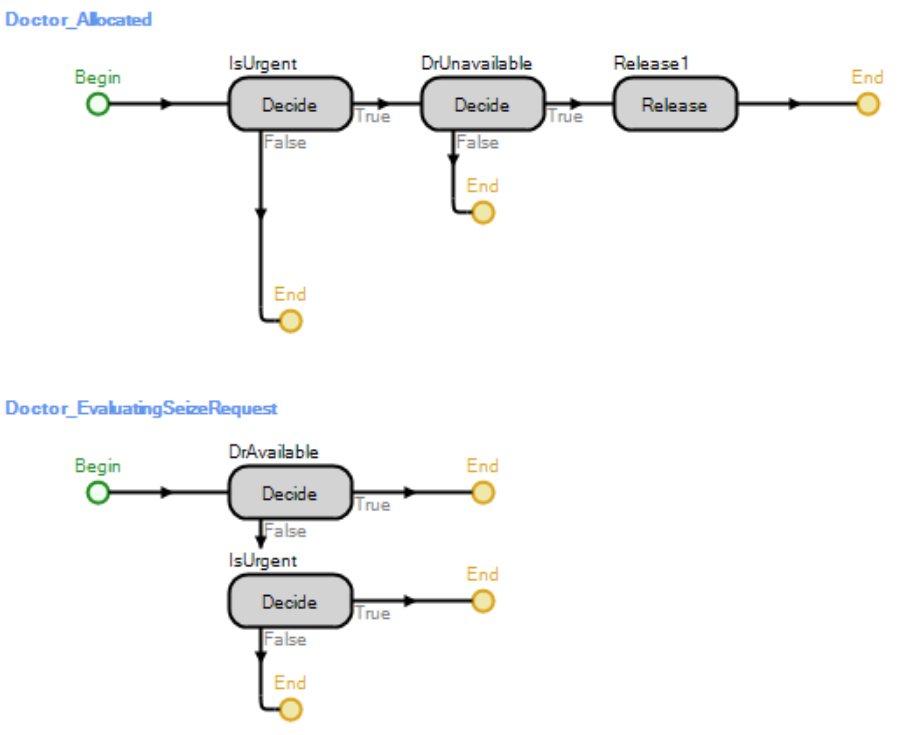 Doctor_Allocated
IsUrgent DrUnavailable Release1
Begin End
Decide Decide Release
True True
False False
End
End
Doctor_EvaluatingSeizeRequest
DrAvailable
Begin End
Decide
True
False
IsUrgent
End
Decide
True
False
End